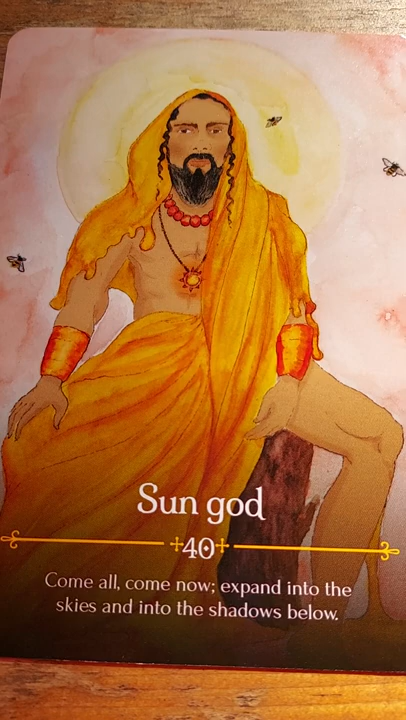 Sun god
40
Come all, come now; expand into the
skies and into the shadows below.